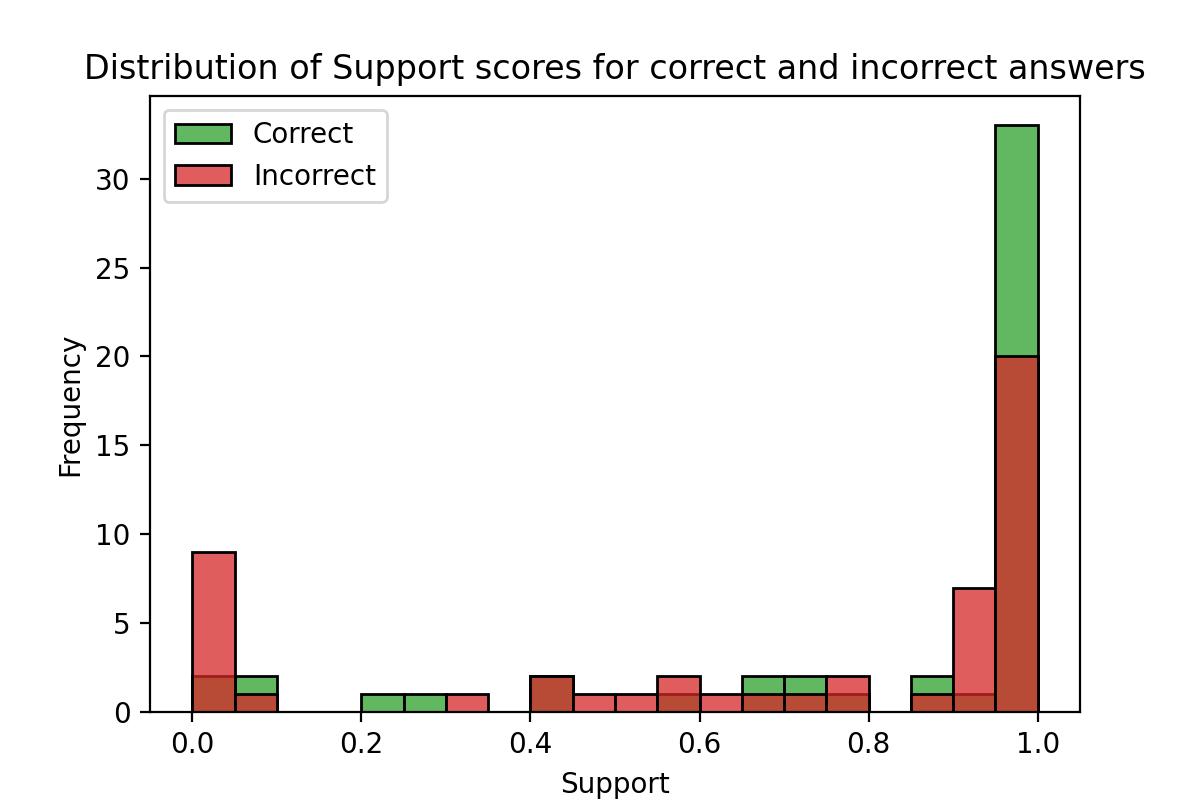 Distribution of Support scores for correct and incorrect answers
Correct
Incorrect
30
25
20
15
10
5
0
Frequency
0.0 0.2 0.4 0.6 0.8 1.0
Support